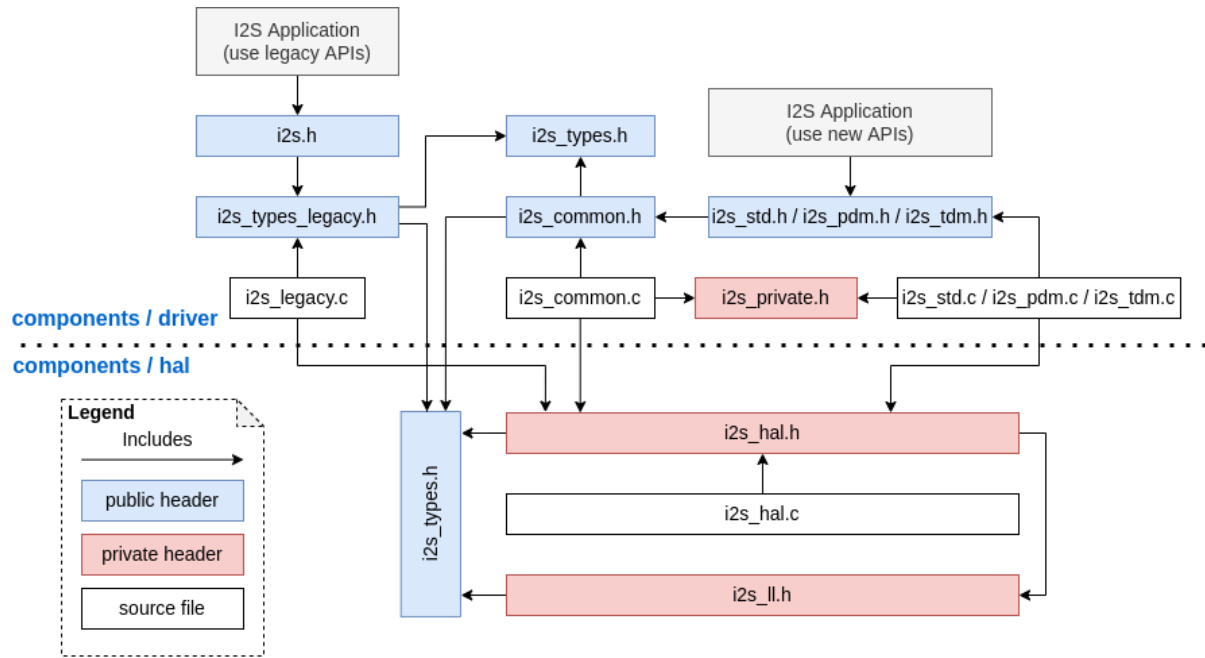 I2S Application
(use legacy APIs)
I2S Application
(use new APIs)
i2s.h
i2s_types.h
i2s_types_legacy.h
i2s_common.h
i2s_std.h / i2s_pdm.h / i2s_tdm.h
i2s_legacy.c
i2s_common.c
i2s_private.h
i2s_std.c / i2s_pdm.c / i2s_tdm.c
components / driver
components / hal
Legend
Includes
public header
private header
source file
i2s_types.h
i2s_hal.h
i2s_hal.c
i2s_ll.h